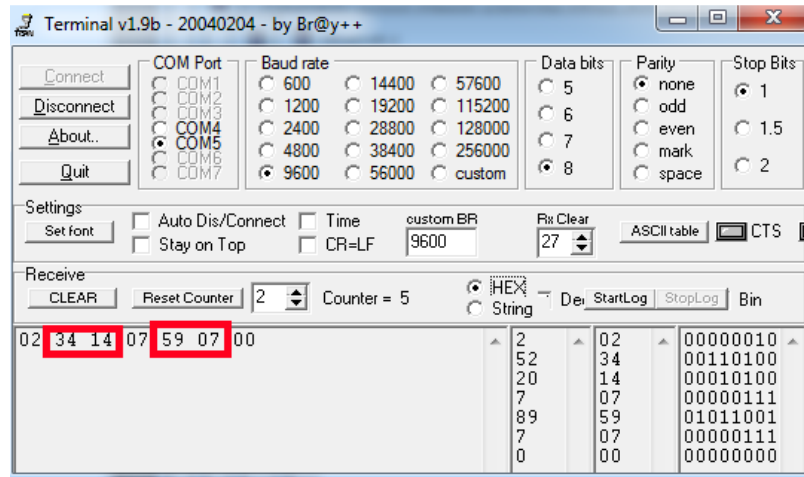 Terminal v1.9b - 20040204 - by Br@y++
Connect
Disconnect
About..
Quit
COM Port
COM1
COM2
COM3
COM4
COM5
COM6
COM7
Baud rate
600 14400 57600
1200 19200 115200
2400 28800 128000
4800 38400 256000
9600 56000 custom
Data bits
5
6
7
8
Parity
none
odd
even
mark
space
Stop Bits
1
1.5
2
Settings
Set font
Auto Dis/Connect Time
Stay on Top CR=LF
custom BR
9600
Rx Clear
27
ASCII table
CTS
Receive
CLEAR Reset Counter 2 Counter = 5
HEX
String
Dec
StartLog StopLog Bin
02 34 14 07 59 07 00
2 02 00000010
52 34 00110100
20 14 00010100
7 07 00000111
89 59 01011001
7 07 00000111
0 00 00000000